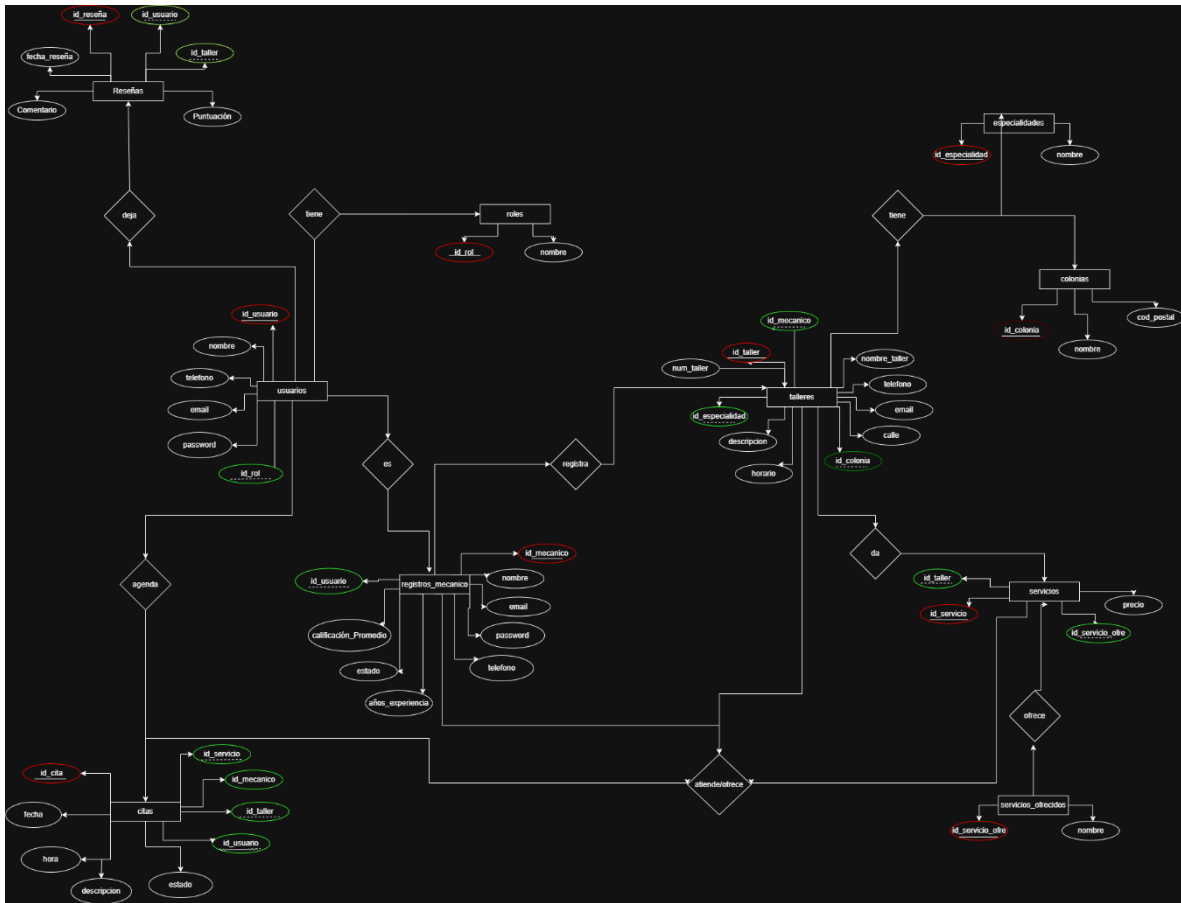 id_reseña
id_usuario
fecha_reseña
id_taller
Reseñas
Comentario
Puntuación
especialidades
id_especialidad
nombre
deja
tiene
roles
tiene
id_rol
nombre
colonias
id_usuario
id_mecanico
id_colonia
cod_postal
nombre
nombre
id_taller
nombre_taller
num_taller
telefono
telefono
usuarios
talleres
email
id_especialidad
email
password
descripcion
calle
id_rol
es
registra
horario
id_colonia
id_mecanico
da
agenda
id_usuario
registros_mecanico
nombre
id_taller
servicios
email
id_servicio
precio
calificación_Promedio
password
id_servicio_ofre
estado
telefono
años_experiencia
ofrece
id_servicio
id_cita
id_mecanico
atiende/ofrece
fecha
citas
id_taller
servicios_ofrecidos
id_usuario
id_servicio_ofre
nombre
hora
descripcion
estado